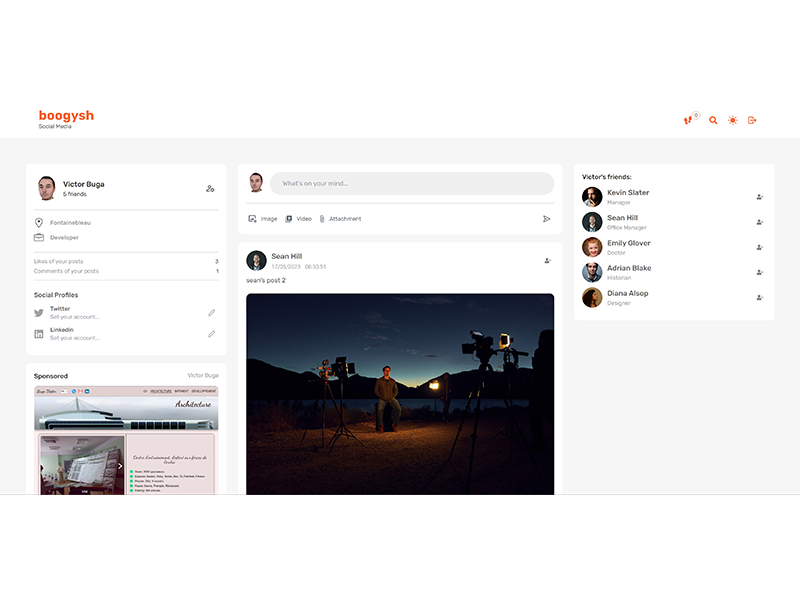 boogysh
Social Media
0
Victor Buga
5 friends
Fontainebleau
Developer
Likes of your posts 3
Comments of your posts 1
Social Profiles
Twitter
Set your account...
Linkedin
Set your account...
Sponsored Victor Buga
Architecture
What's on your mind...
Image Video Attachment
Sean Hill
17/05/2023
sean's post 2
Victor's friends:
Kevin Slater
Manager
Sean Hill
Office Manager
Emily Glover
Doctor
Adrian Blake
Historian
Diana Alsop
Designer